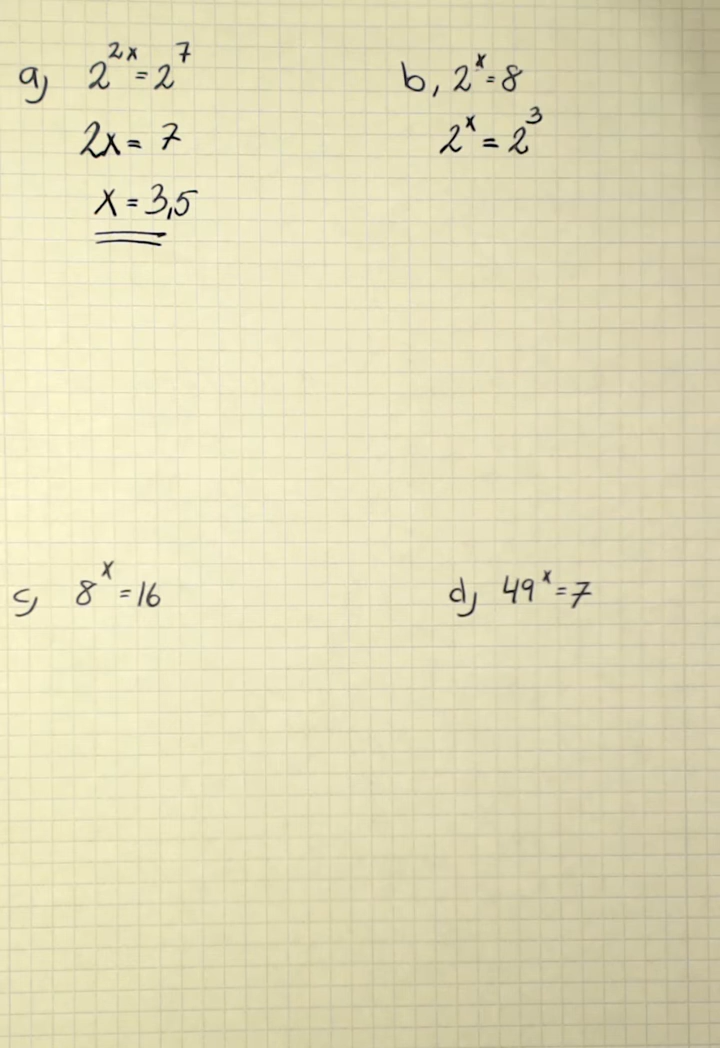 a) 2^{2x} = 2^7
2x = 7
x = 3,5
b, 2^x = 8
2^x = 2^3
c) 8^x = 16
d) 49^x = 7